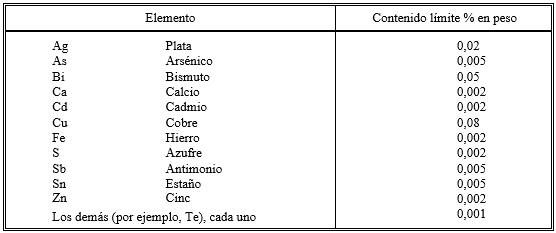 Elemento Contenido límite % en peso
Ag Plata 0,02
As Arsénico 0,005
Bi Bismuto 0,05
Ca Calcio 0,002
Cd Cadmio 0,002
Cu Cobre 0,08
Fe Hierro 0,002
S Azufre 0,002
Sb Antimonio 0,005
Sn Estaño 0,005
Zn Cinc 0,002
Los demás (por ejemplo, Te), cada uno 0,001